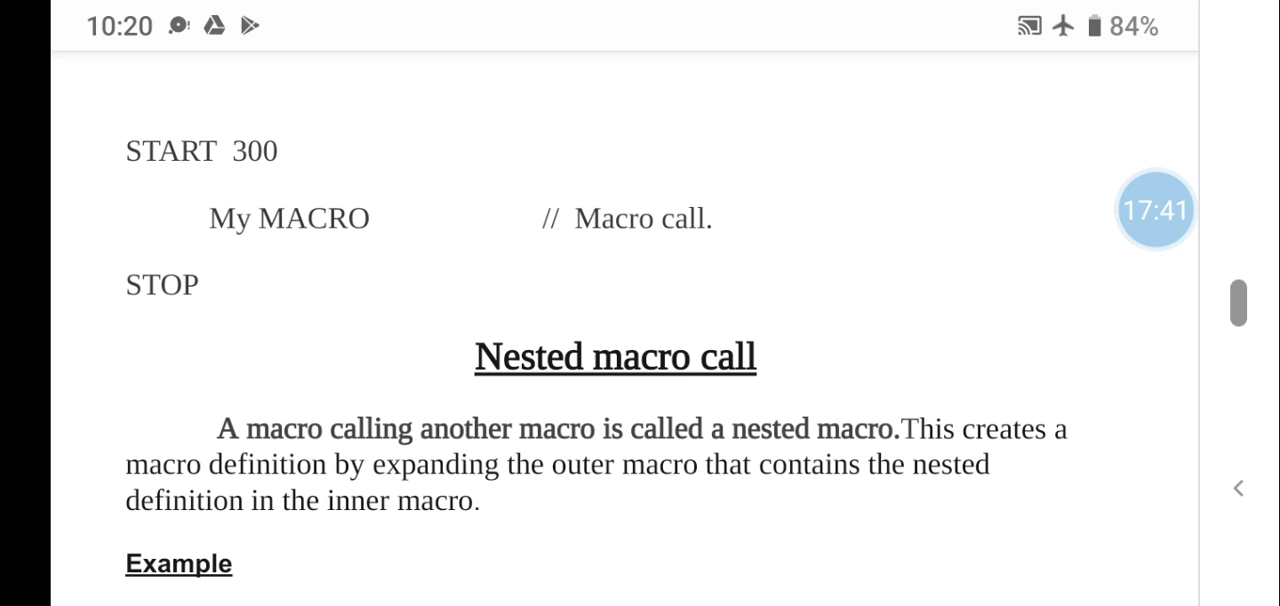 10:20 84%
START 300
My MACRO // Macro call.
17:41
STOP
Nested macro call
A macro calling another macro is called a nested macro.This creates a
macro definition by expanding the outer macro that contains the nested
definition in the inner macro.
Example